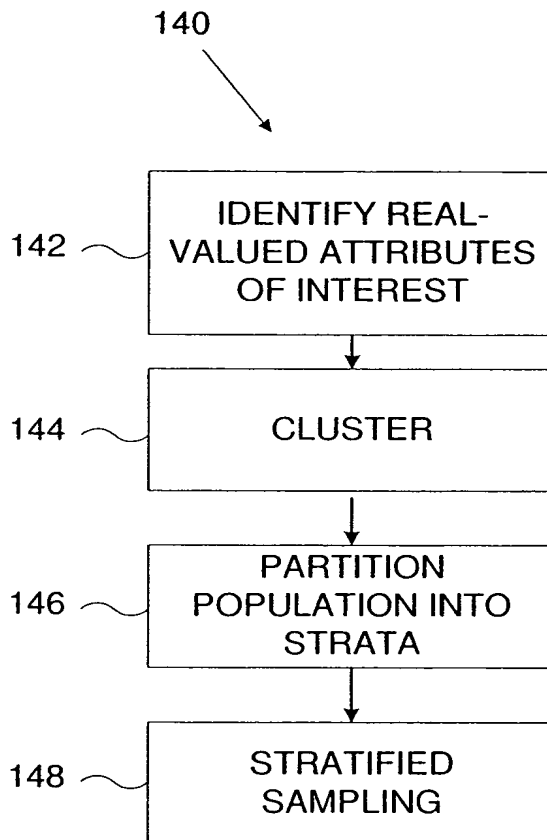 140
142
IDENTIFY REAL-
VALUED ATTRIBUTES
OF INTEREST
144
CLUSTER
146
PARTITION
POPULATION INTO
STRATA
148
STRATIFIED
SAMPLING